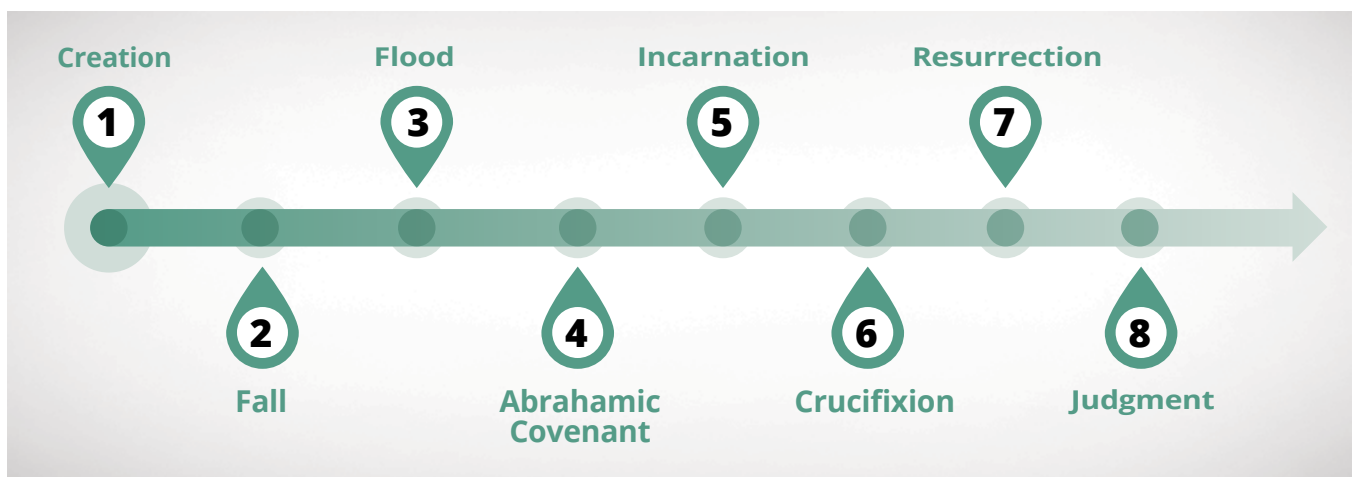 Creation
Flood
Incarnation
Resurrection
1
3
5
7
2
4
6
8
Fall
Abrahamic
Covenant
Crucifixion
Judgment